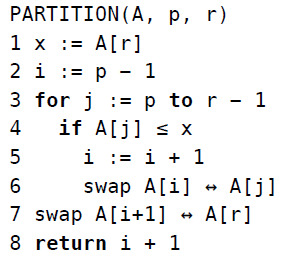 PARTITION(A, p, r)
1 x := A[r]
2 i := p − 1
3 for j := p to r − 1
4   if A[j] ≤ x
5     i := i + 1
6     swap A[i] ↔ A[j]
7 swap A[i+1] ↔ A[r]
8 return i + 1